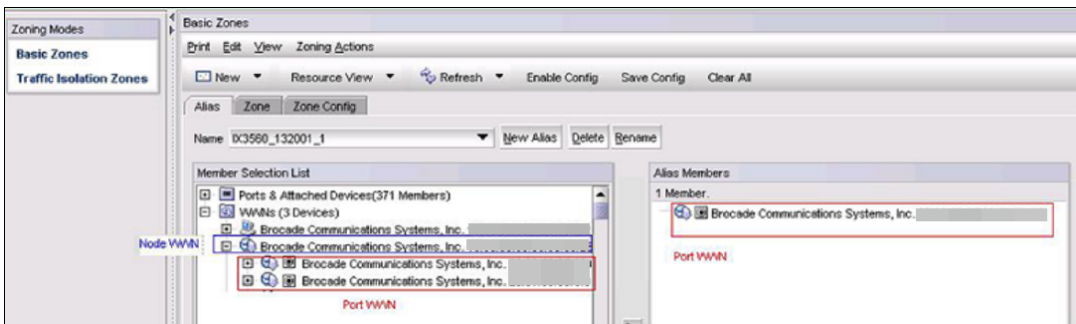 Zoning Modes
Basic Zones
Traffic Isolation Zones
Basic Zones
Print Edit View Zoning Actions
New Resource View Refresh Enable Config Save Config Clear All
Alias Zone Zone Config
Name IX3560_132001_1 New Alias Delete Rename
Member Selection List
Ports & Attached Devices(371 Members)
WWNs (3 Devices)
Brocade Communications Systems, Inc.
Node WWN
Brocade Communications Systems, Inc.
Brocade Communications Systems, Inc.
Brocade Communications Systems, Inc.
Port WWN
Alias Members
1 Member.
Brocade Communications Systems, Inc.
Port WWN